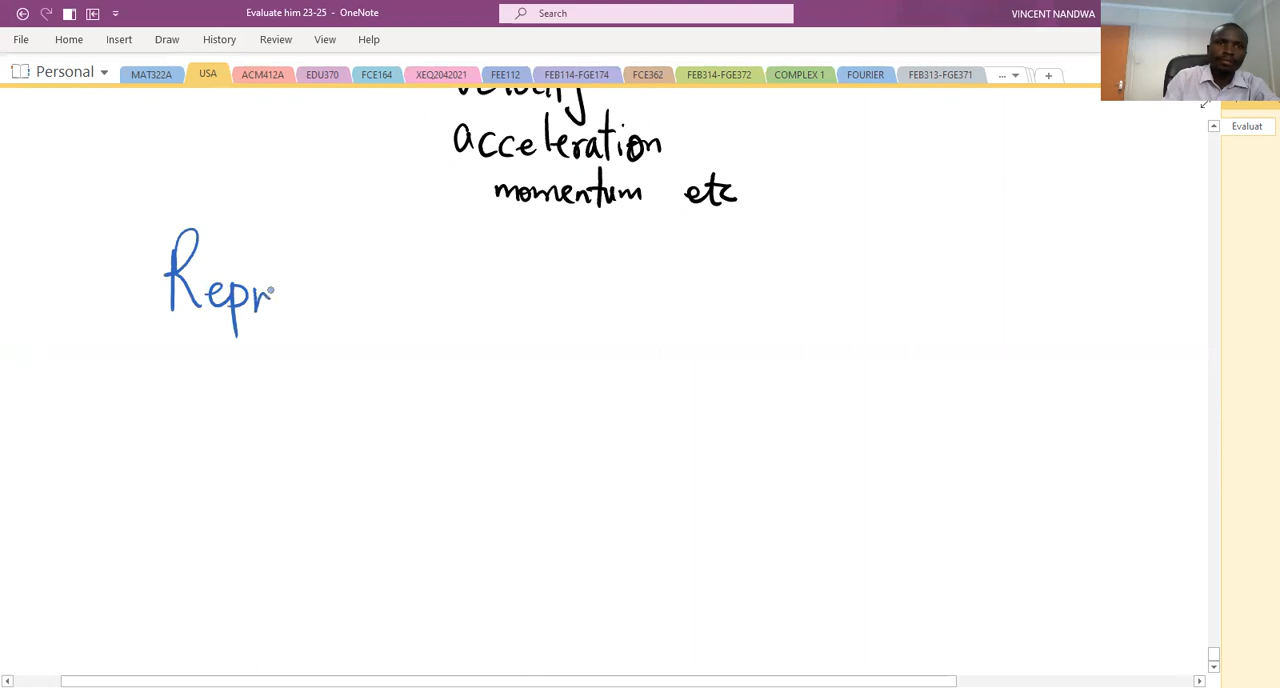 Evaluate him 23-25 - OneNote
Search
VINCENT NANDWA
File Home Insert Draw History Review View Help
Personal MAT322A USA ACM412A EDU370 FCE164 XEQ2042021 FEE112 FEB114-FGE174 FCE362 FEB314-FGE372 COMPLEX 1 FOURIER FEB313-FGE371 ... +
Evaluat
velocity
acceleration
momentum etc
Repr